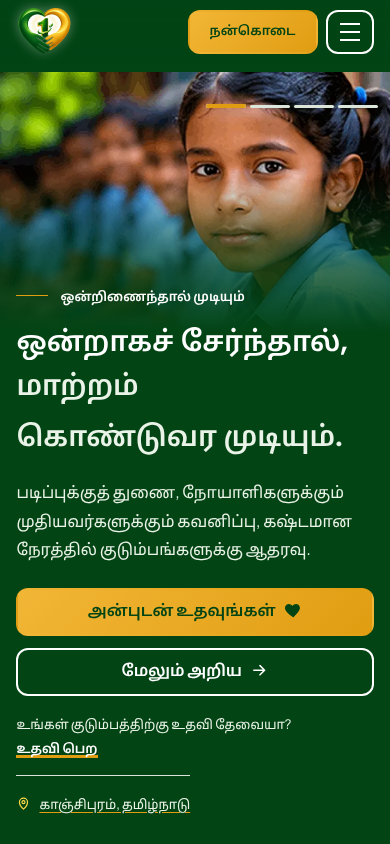 நன்கொடை
ஒன்றிணைந்தால் முடியும்
ஒன்றாகச் சேர்ந்தால்,
மாற்றம்
கொண்டுவர முடியும்.
படிப்புக்குத் துணை, நோயாளிகளுக்கும்
முதியவர்களுக்கும் கவனிப்பு, கஷ்டமான
நேரத்தில் குடும்பங்களுக்கு ஆதரவு.
அன்புடன் உதவுங்கள்
மேலும் அறிய
உங்கள் குடும்பத்திற்கு உதவி தேவையா?
உதவி பெற
காஞ்சிபுரம், தமிழ்நாடு